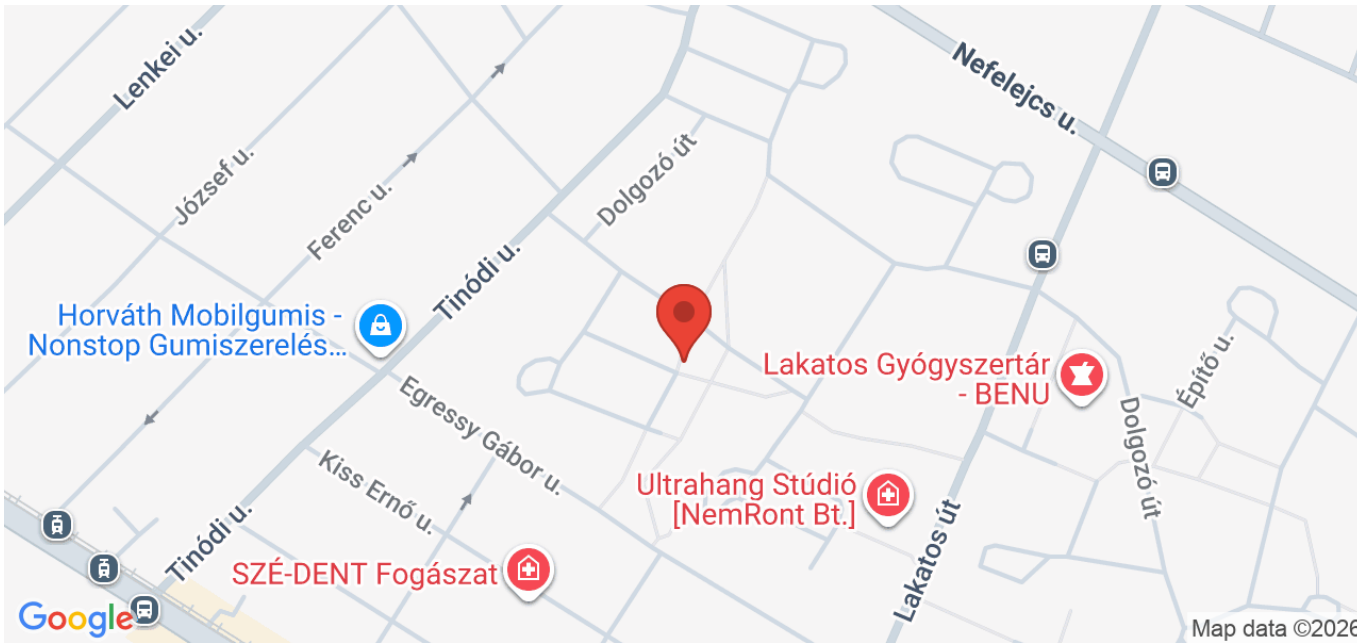 Lenkei u.
Nefelejcs u.
József u.
Dolgozó út
Ferenc u.
Tinódi u.
Horváth Mobilgumis -
Nonstop Gumiszerelés...
Lakatos Gyógyszertár
- BENU
Építő u.
Egressy Gábor u.
Dolgozó út
Kiss Ernő u.
Ultrahang Stúdió
[NemRont Bt.]
Tinódi u.
Lakatos út
SZÉ-DENT Fogászat
Google
Map data ©2026